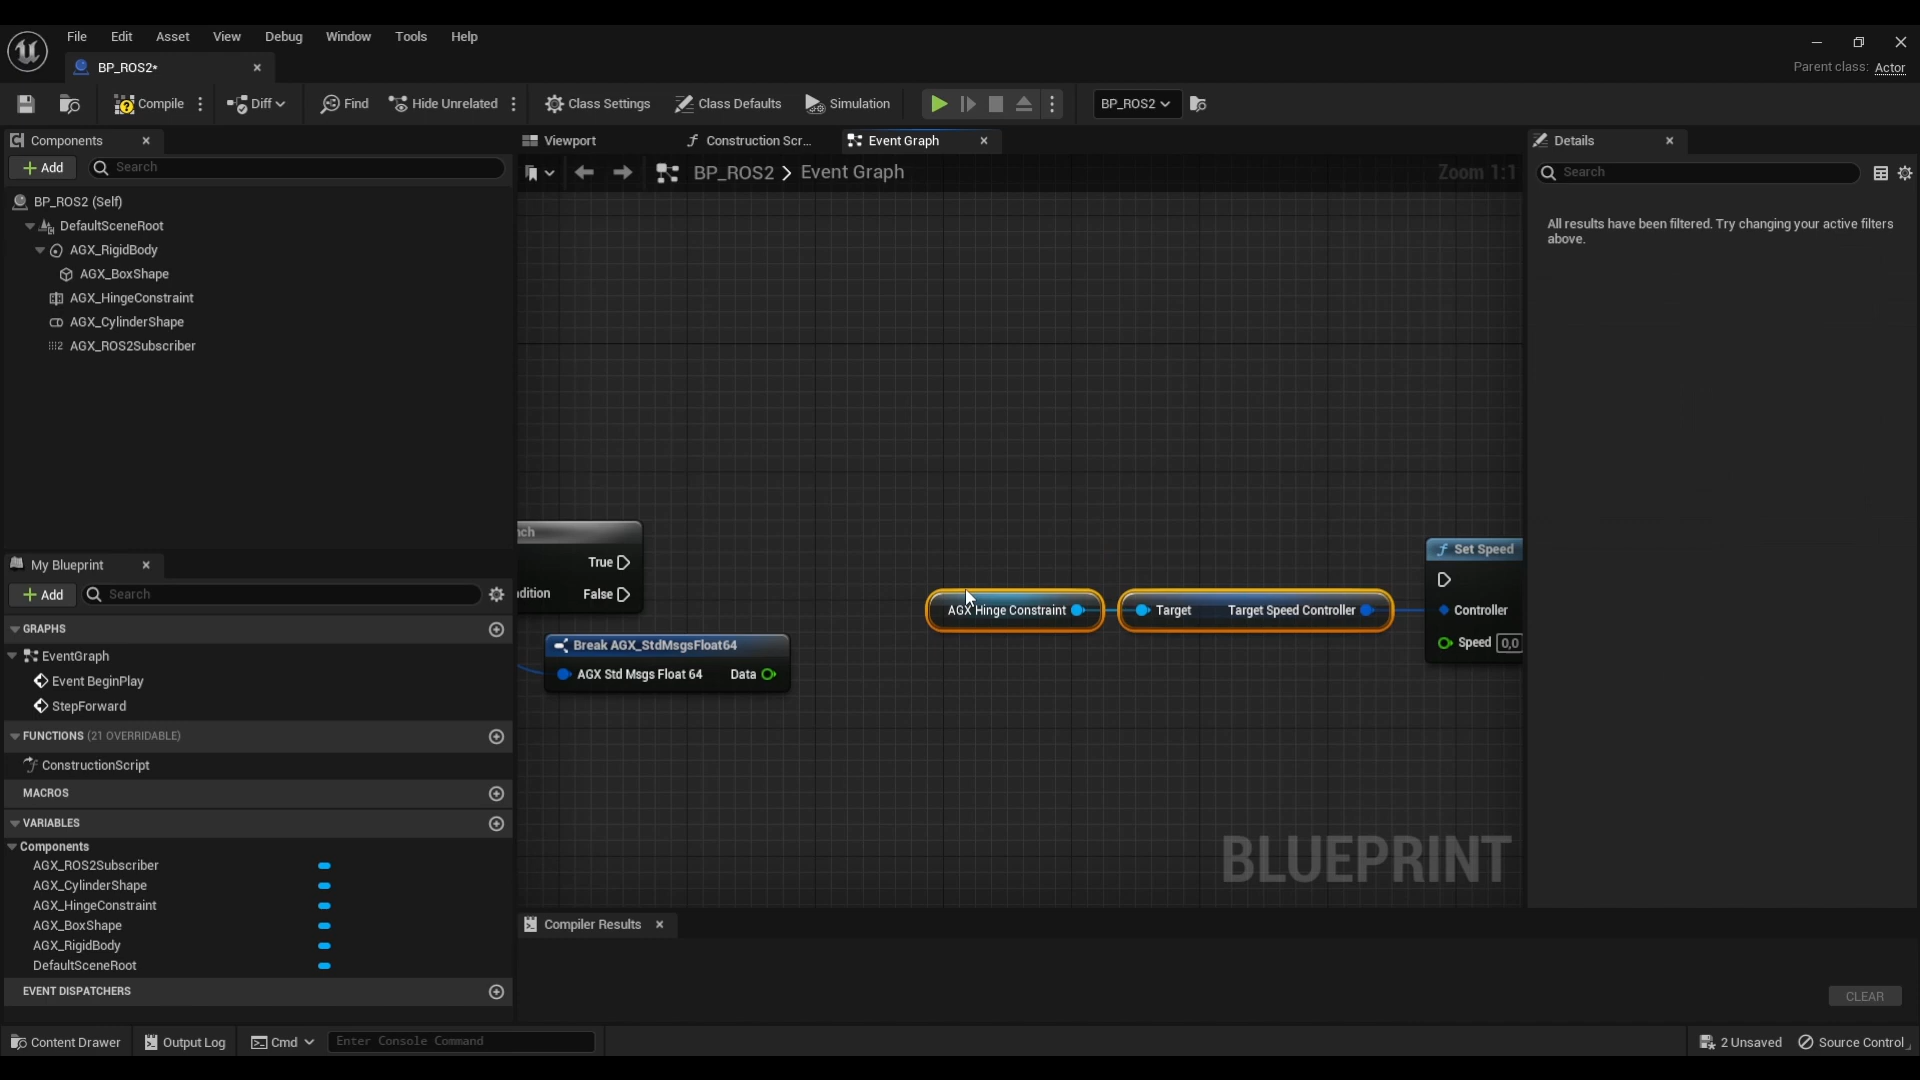 File Edit Asset View Debug Window Tools Help
BP_ROS2*
Parent class: Actor
Compile Diff Find Hide Unrelated Class Settings Class Defaults Simulation BP_ROS2
Components
Viewport Construction Scr... Event Graph Details
Add Search
BP_ROS2 > Event Graph Zoom 1:1
Search
BP_ROS2 (Self)
DefaultSceneRoot
AGX_RigidBody
AGX_BoxShape
AGX_HingeConstraint
AGX_CylinderShape
AGX_ROS2Subscriber
All results have been filtered. Try changing your active filters
above.
nch
True
dition False
Break AGX_StdMsgsFloat64
AGX Std Msgs Float 64 Data
AGX Hinge Constraint
Target Target Speed Controller
Set Speed
Controller
Speed 0,0
BLUEPRINT
My Blueprint
Add Search
GRAPHS
EventGraph
Event BeginPlay
StepForward
FUNCTIONS (21 OVERRIDABLE)
ConstructionScript
MACROS
VARIABLES
Components
AGX_ROS2Subscriber
AGX_CylinderShape
AGX_HingeConstraint
AGX_BoxShape
AGX_RigidBody
DefaultSceneRoot
EVENT DISPATCHERS
Compiler Results
CLEAR
Content Drawer Output Log Cmd Enter Console Command 2 Unsaved Source Control